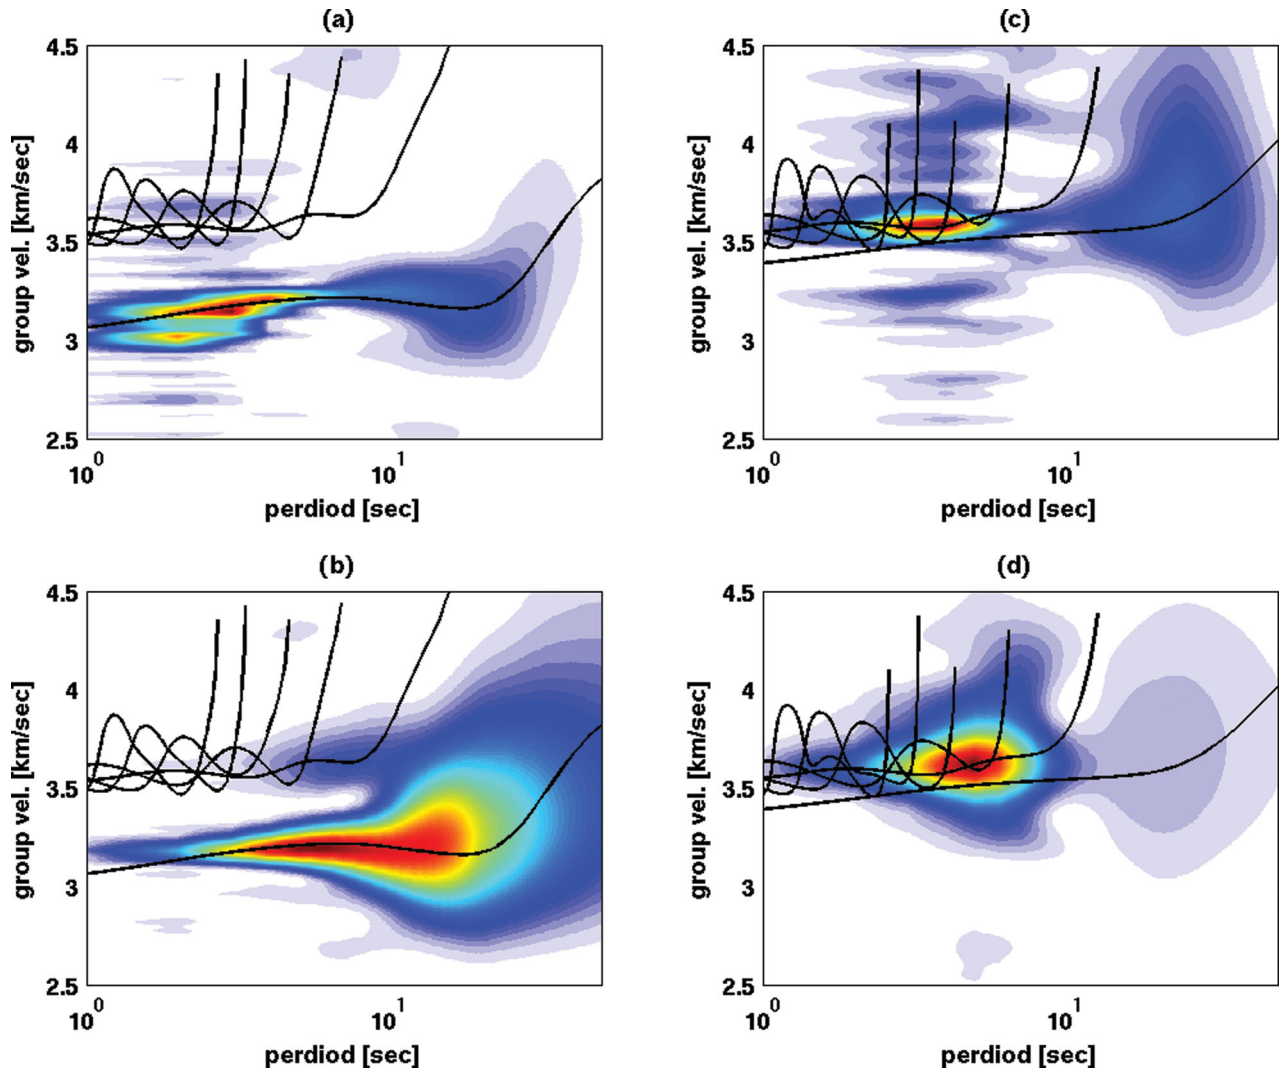 (a)
4.5
4
3.5
3
2.5
group vel. [km/sec]
10^0
10^1
perdiod [sec]
(c)
4.5
4
3.5
3
2.5
group vel. [km/sec]
10^0
10^1
perdiod [sec]
(b)
4.5
4
3.5
3
2.5
group vel. [km/sec]
10^0
10^1
perdiod [sec]
(d)
4.5
4
3.5
3
2.5
group vel. [km/sec]
10^0
10^1
perdiod [sec]